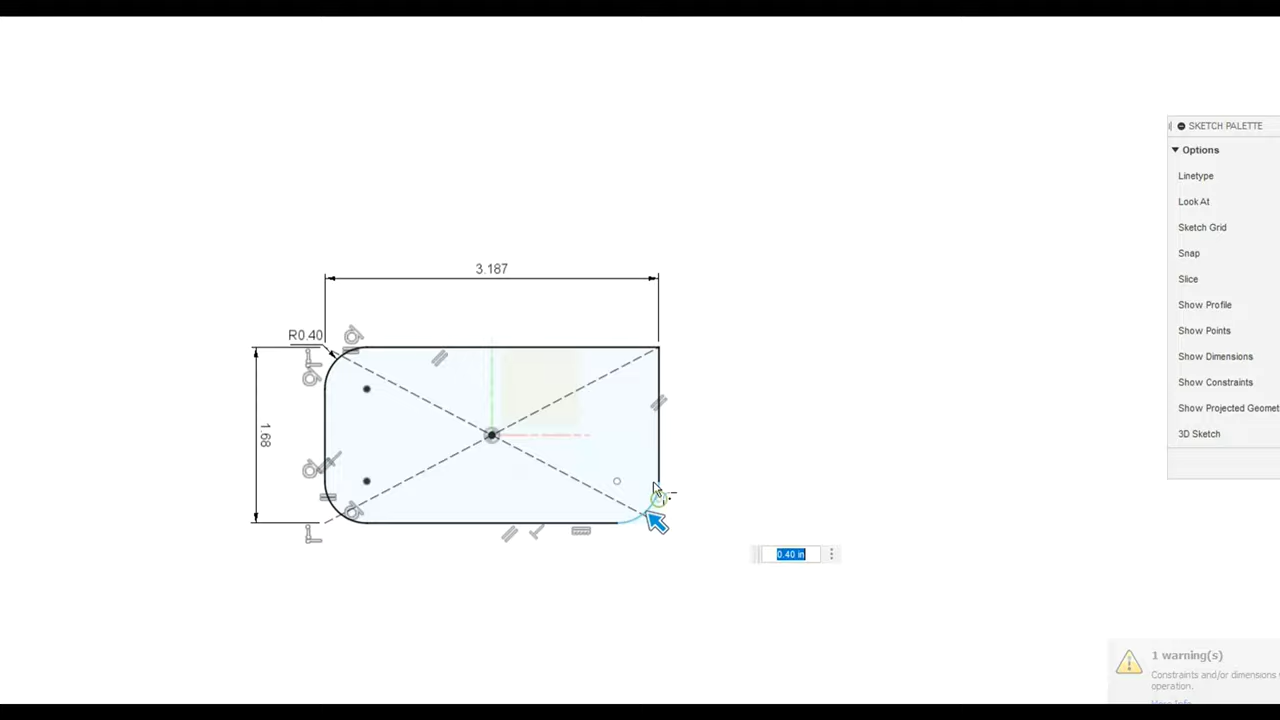 SKETCH PALETTE
Options
Linetype
Look At
Sketch Grid
Snap
Slice
Show Profile
Show Points
Show Dimensions
Show Constraints
Show Projected Geomet
3D Sketch
3.187
R0.40
1.68
0.40 in
1 warning(s)
Constraints and/or dimensions
operation.
More Info